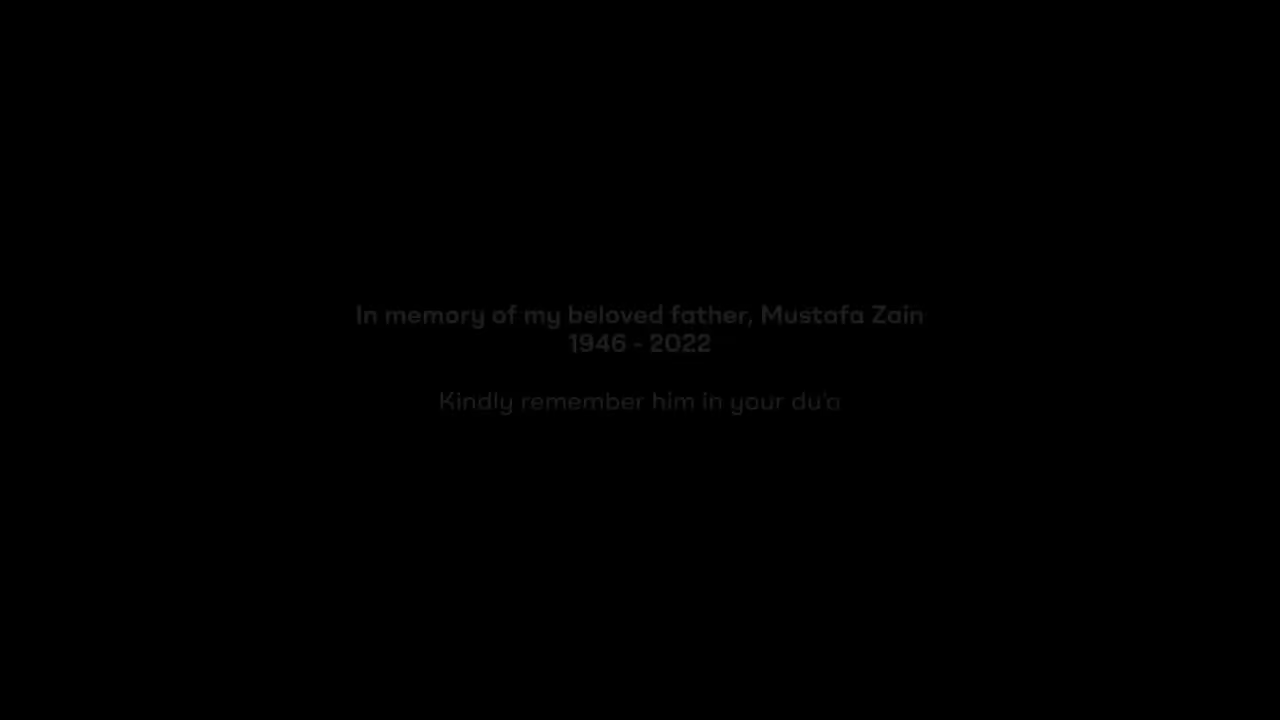 In memory of my beloved father, Mustafa Zain
1946 - 2022
Kindly remember him in your du'a